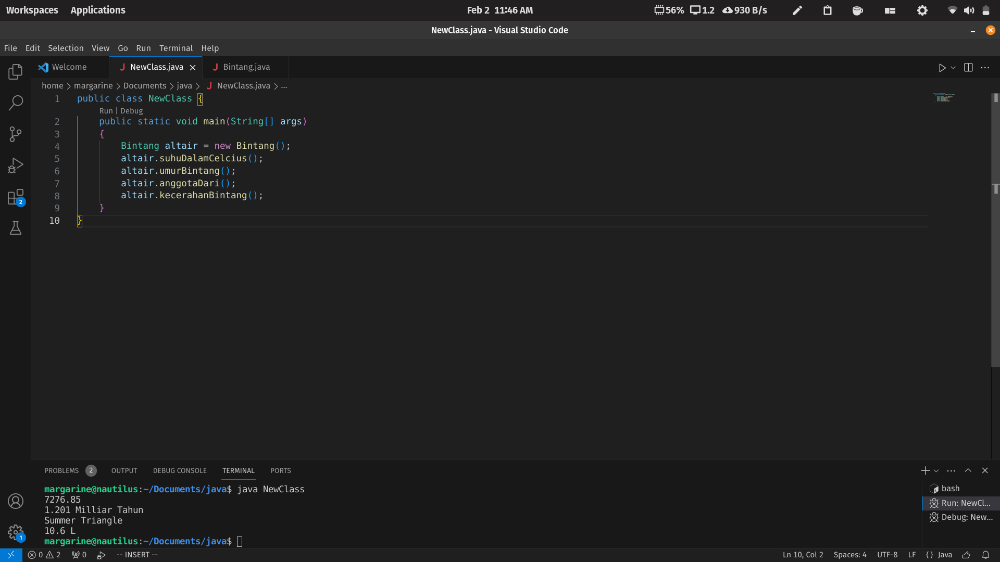 Workspaces Applications Feb 2 11:46 AM 56% 1.2 930 B/s
NewClass.java - Visual Studio Code
File Edit Selection View Go Run Terminal Help
Welcome NewClass.java Bintang.java
home > margarine > Documents > java > NewClass.java > ...
1 public class NewClass {
Run | Debug
2 public static void main(String[] args)
3 {
4 Bintang altair = new Bintang();
5 altair.suhuDalamCelcius();
6 altair.umurBintang();
7 altair.anggotaDari();
8 altair.kecerahanBintang();
9 }
10 }
2
PROBLEMS 2 OUTPUT DEBUG CONSOLE TERMINAL PORTS
margarine@nautilus:~/Documents/java$ java NewClass
7276.85
1.201 Milliar Tahun
Summer Triangle
10.6 L
margarine@nautilus:~/Documents/java$
bash
Run: NewCl...
Debug: New...
1
0 2 0 -- INSERT -- Ln 10, Col 2 Spaces: 4 UTF-8 LF {} Java